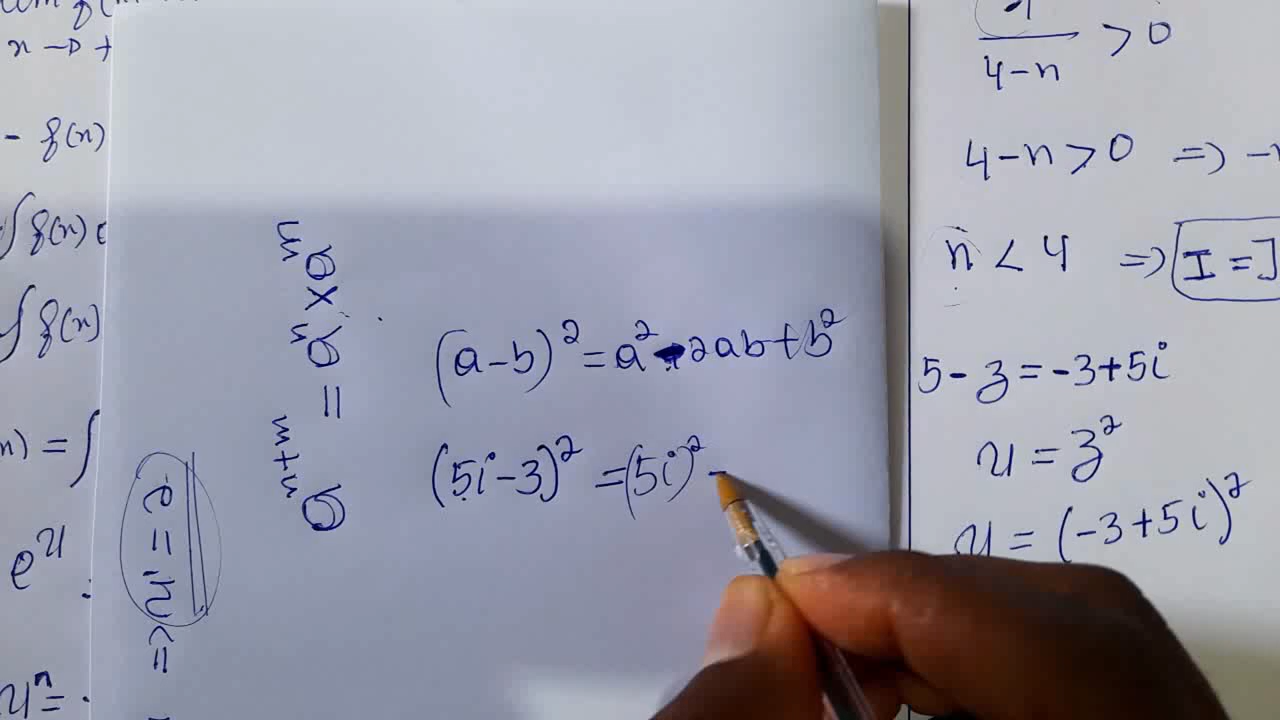 n → +
- f(n)
∫f(n)
∫f(n)
n) = ∫
e^u
u^n = .
a^{n+m} = a^n × a^m
(a-b)^2 = a^2 - 2ab + b^2
(5i-3)^2 = (5i)^2 -
4-n > 0
4-n > 0 => -n
n < 4 => I = ]
5 - z = -3+5i
u = z^2
u = (-3+5i)^2